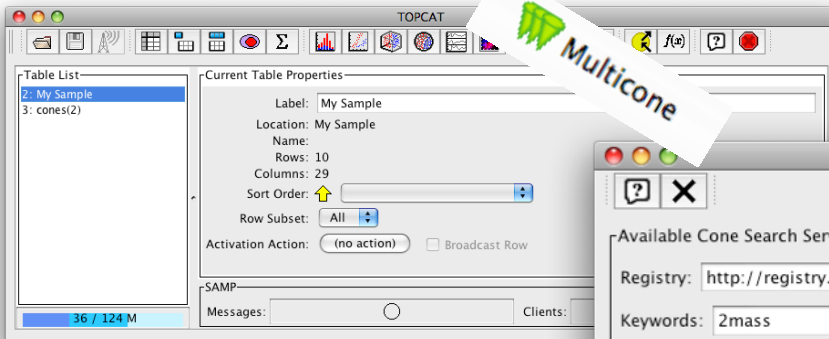 TOPCAT
Σ
f(x)
Multicone
Table List
2: My Sample
3: cones(2)
36 / 124 M
Current Table Properties
Label: My Sample
Location: My Sample
Name:
Rows: 10
Columns: 29
Sort Order:
Row Subset: All
Activation Action: (no action) Broadcast Row
SAMP
Messages:
Clients:
Available Cone Search Ser
Registry: http://registry.
Keywords: 2mass